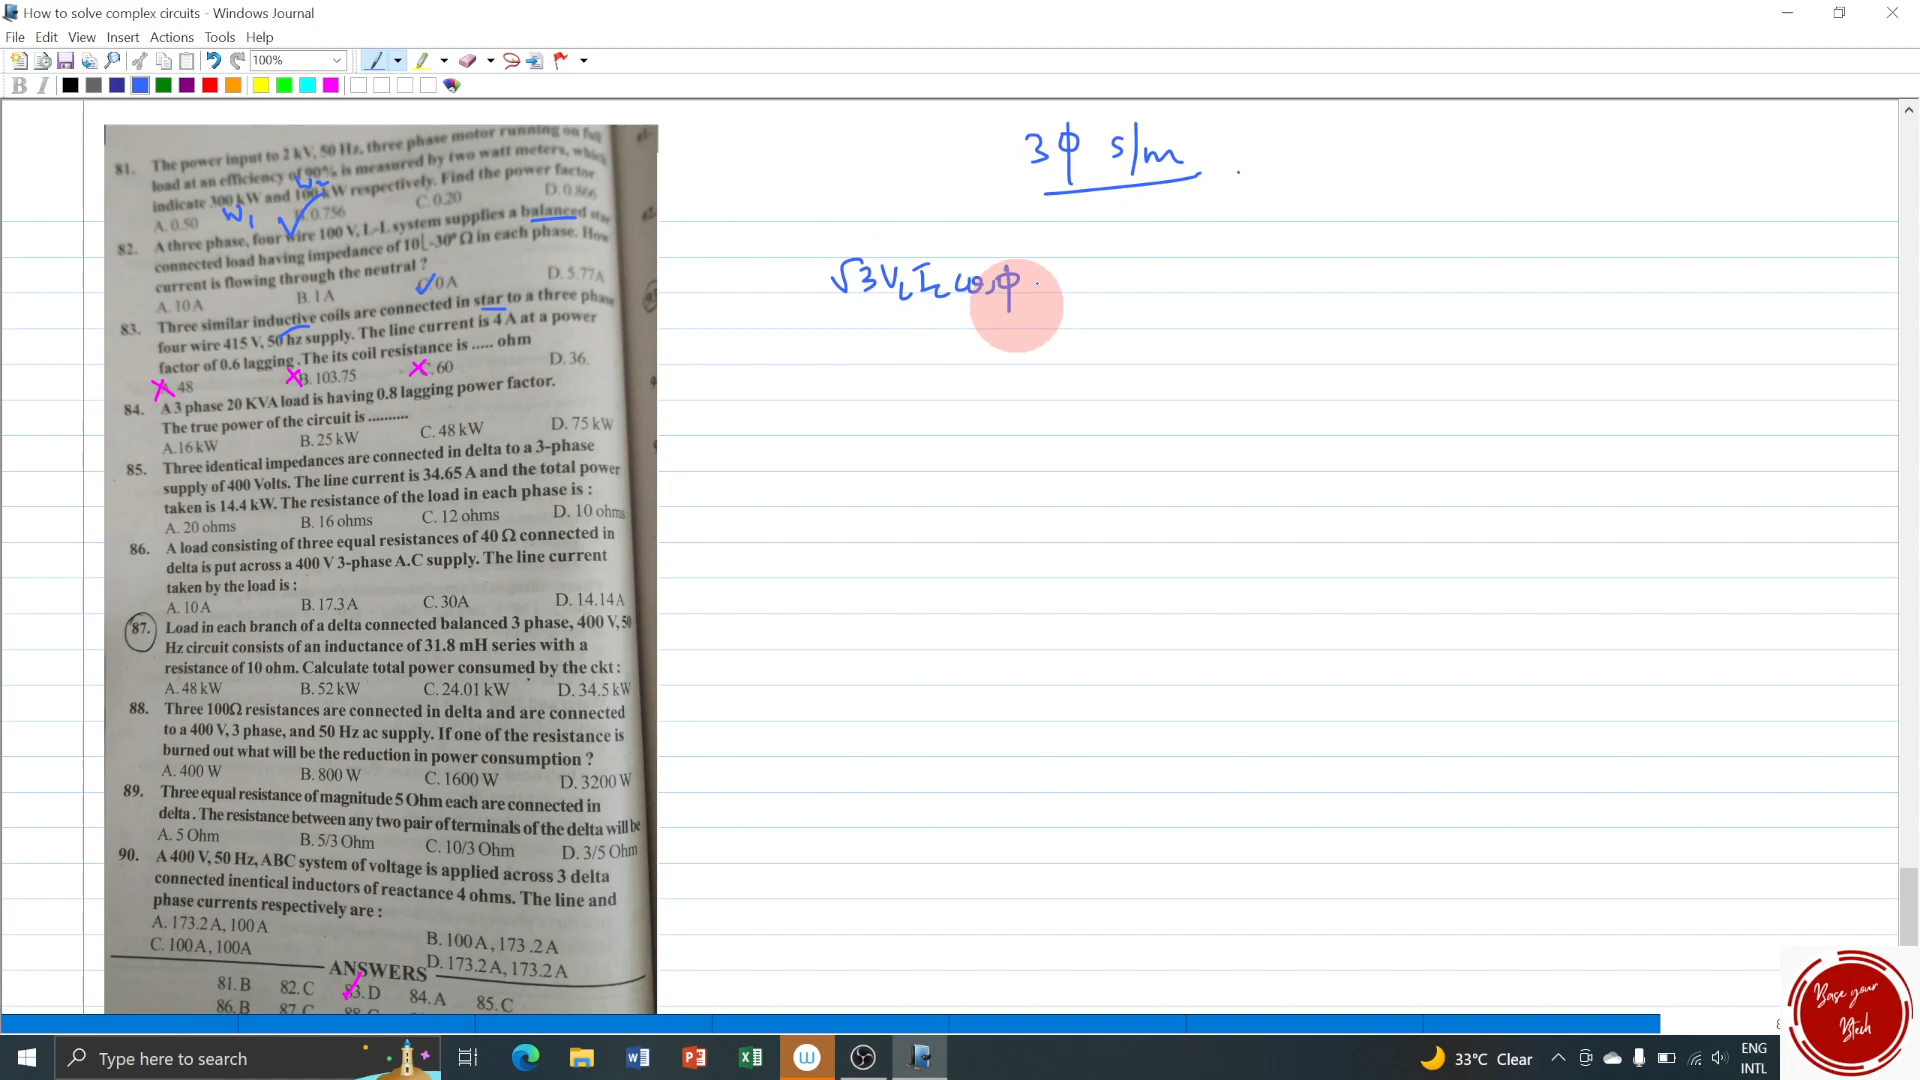 How to solve complex circuits - Windows Journal
File Edit View Insert Actions Tools Help
100%
B I
3φ s/m
√3 V_L I_L cos φ
81. The power input to 2 kV, 50 Hz, three phase motor running on full
load at an efficiency of 90% is measured by two watt meters, which
indicate 300 kW and 100 kW respectively. Find the power factor
W1 W2
A. 0.50 B. 0.756 C. 0.20 D. 0.866
82. A three phase, four wire 100 V, L-L system supplies a balanced star
connected load having impedance of 10⌊-30° Ω in each phase. How
current is flowing through the neutral ?
A. 10 A B. 1 A C. 0 A D. 5.77A
83. Three similar inductive coils are connected in star to a three phase
four wire 415 V, 50 hz supply. The line current is 4 A at a power
factor of 0.6 lagging .The its coil resistance is ..... ohm
A. 48 B. 103.75 C. 60 D. 36.
84. A 3 phase 20 KVA load is having 0.8 lagging power factor.
The true power of the circuit is ..........
A. 16 kW B. 25 kW C. 48 kW D. 75 kW
85. Three identical impedances are connected in delta to a 3-phase
supply of 400 Volts. The line current is 34.65 A and the total power
taken is 14.4 kW. The resistance of the load in each phase is :
A. 20 ohms B. 16 ohms C. 12 ohms D. 10 ohms
86. A load consisting of three equal resistances of 40 Ω connected in
delta is put across a 400 V 3-phase A.C supply. The line current
taken by the load is :
A. 10 A B. 17.3 A C. 30A D. 14.14A
87. Load in each branch of a delta connected balanced 3 phase, 400 V, 50
Hz circuit consists of an inductance of 31.8 mH series with a
resistance of 10 ohm. Calculate total power consumed by the ckt :
A. 48 kW B. 52 kW C. 24.01 kW D. 34.5 kW
88. Three 100Ω resistances are connected in delta and are connected
to a 400 V, 3 phase, and 50 Hz ac supply. If one of the resistance is
burned out what will be the reduction in power consumption ?
A. 400 W B. 800 W C. 1600 W D. 3200 W
89. Three equal resistance of magnitude 5 Ohm each are connected in
delta . The resistance between any two pair of terminals of the delta will be
A. 5 Ohm B. 5/3 Ohm C. 10/3 Ohm D. 3/5 Ohm
90. A 400 V, 50 Hz, ABC system of voltage is applied across 3 delta
connected inentical inductors of reactance 4 ohms. The line and
phase currents respectively are :
A. 173.2 A, 100 A B. 100 A, 173.2 A
C. 100A, 100A D. 173.2 A, 173.2 A
ANSWERS
81. B 82. C 83. D 84. A 85. C
86. B 87. C
Base your
Btech
Type here to search
33°C Clear
ENG
INTL